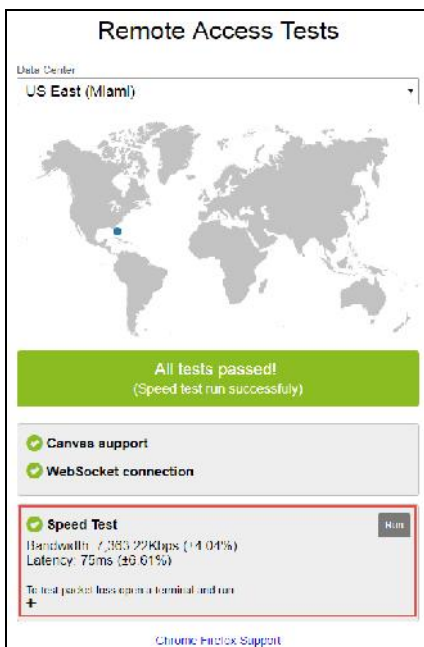 Remote Access Tests
Data Center
US East (Miami)
All tests passed!
(Speed test run successfuly)
Canvas support
WebSocket connection
Speed Test
Run
Bandwidth: 7,363.22Kbps (±4.04%)
Latency: 75ms (±6.61%)
To test packet loss open a terminal and run
+
Chrome Firefox Support